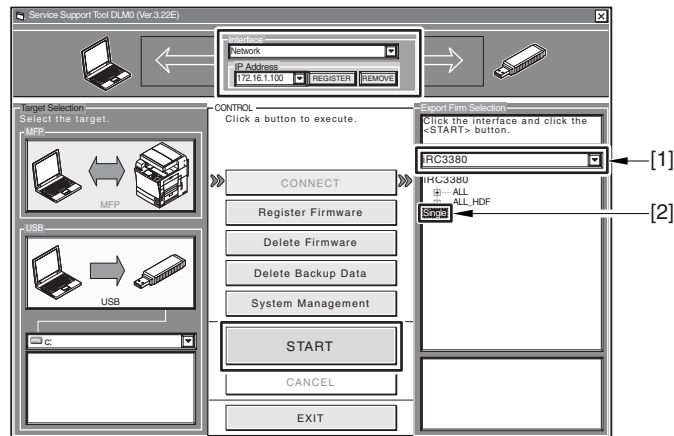 Service Support Tool DLM0 (Ver.3.22E)
Interface
Network
IP Address
172.16.1.100
REGISTER
REMOVE
Target Selection
Select the target.
MFP
MFP
USB
USB
C:
CONTROL
Click a button to execute.
CONNECT
Register Firmware
Delete Firmware
Delete Backup Data
System Management
START
CANCEL
EXIT
Export Firm Selection
Click the interface and click the
<START> button.
iRC3380
iRC3380
ALL
ALL_HDF
Single
[1]
[2]